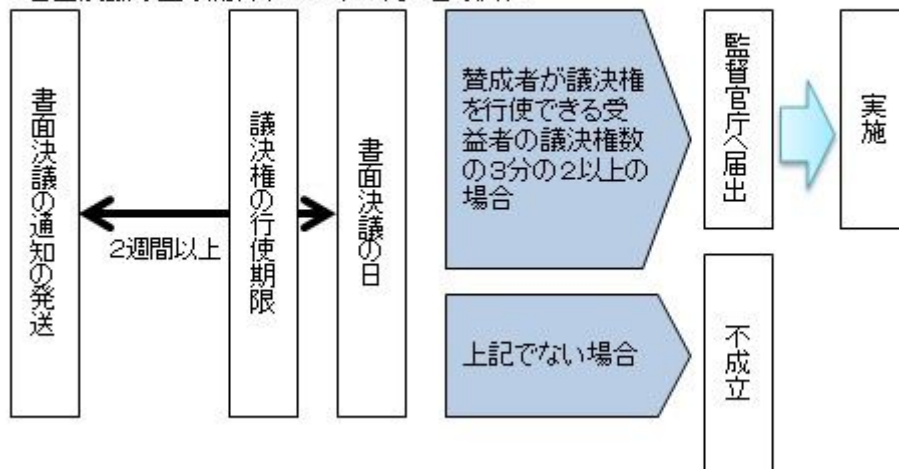 書面決議の通知の発送
2週間以上
議決権の行使期限
書面決議の日
賛成者が議決権
を行使できる受
益者の議決権数
の3分の2以上の
場合
監督官庁へ届出
実施
上記でない場合
不成立